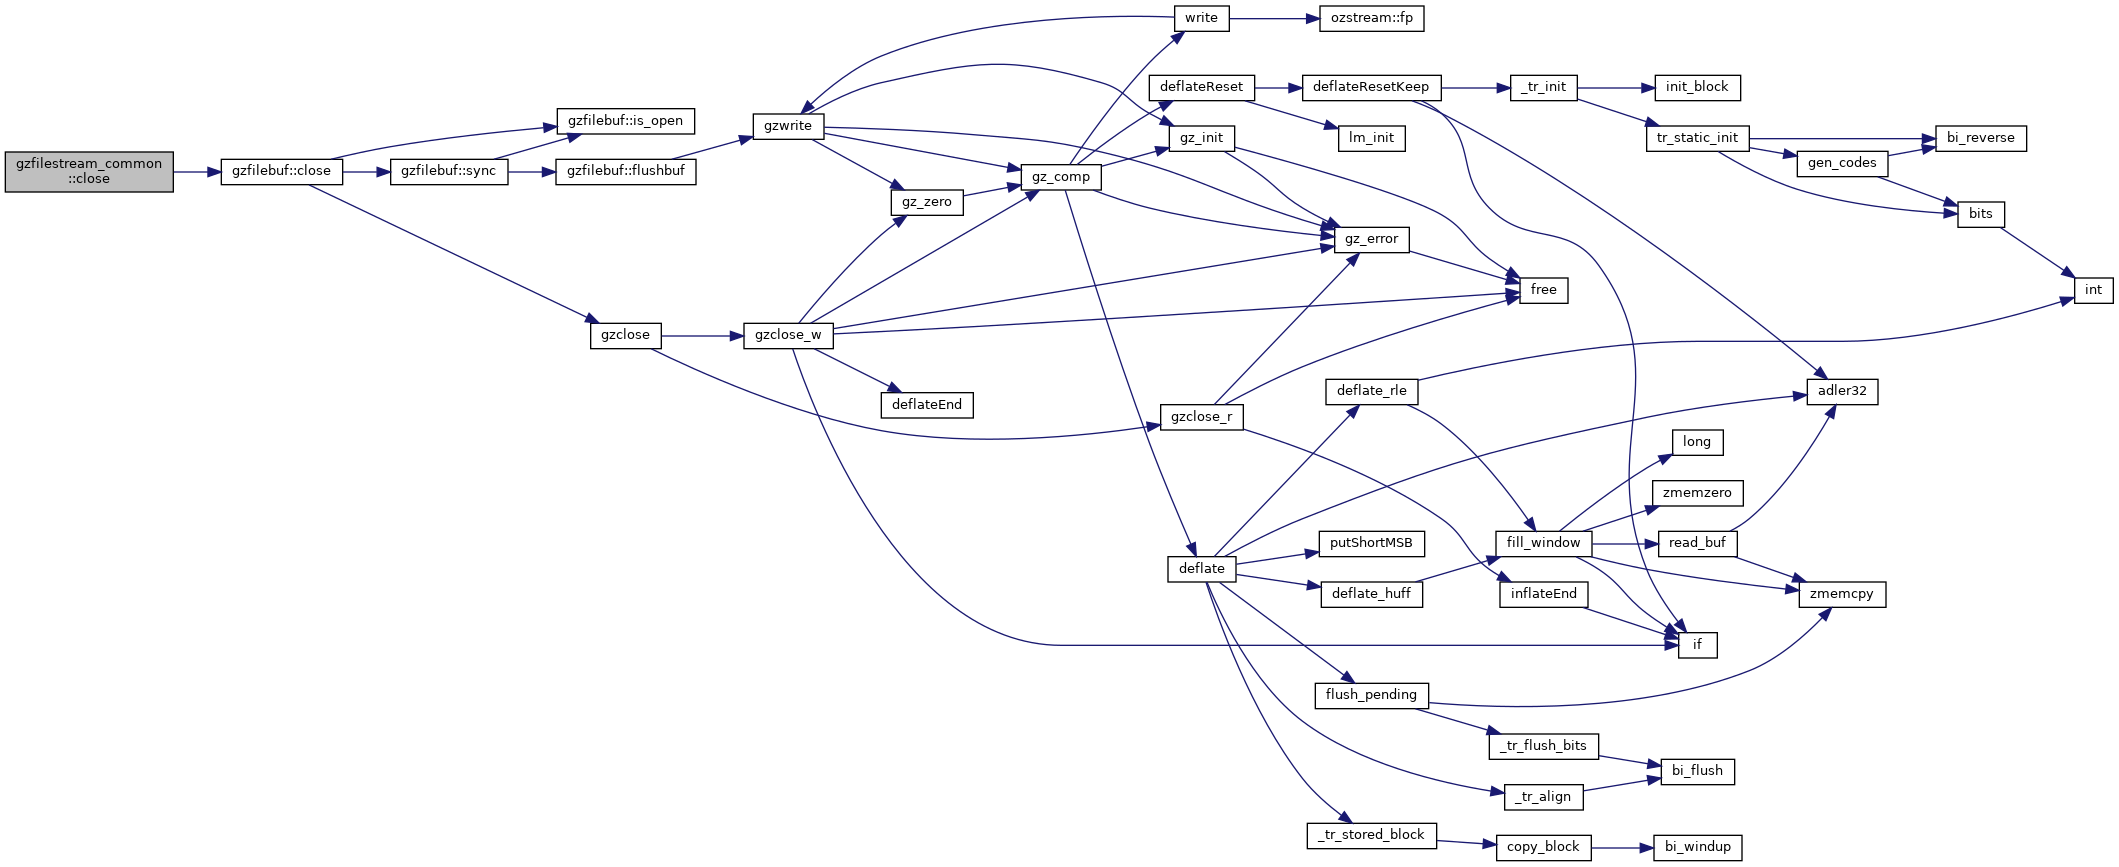 gzfilestream_common
::close
gzfilebuf::close
gzfilebuf::is_open
gzfilebuf::sync
gzfilebuf::flushbuf
gzclose
gzwrite
gz_zero
gzclose_w
deflateEnd
gz_comp
write
ozstream::fp
deflateReset
deflateResetKeep
_tr_init
init_block
gz_init
lm_init
tr_static_init
bi_reverse
gen_codes
bits
gz_error
free
int
gzclose_r
deflate_rle
adler32
long
zmemzero
deflate
putShortMSB
fill_window
read_buf
deflate_huff
inflateEnd
zmemcpy
if
flush_pending
_tr_flush_bits
bi_flush
_tr_align
_tr_stored_block
copy_block
bi_windup